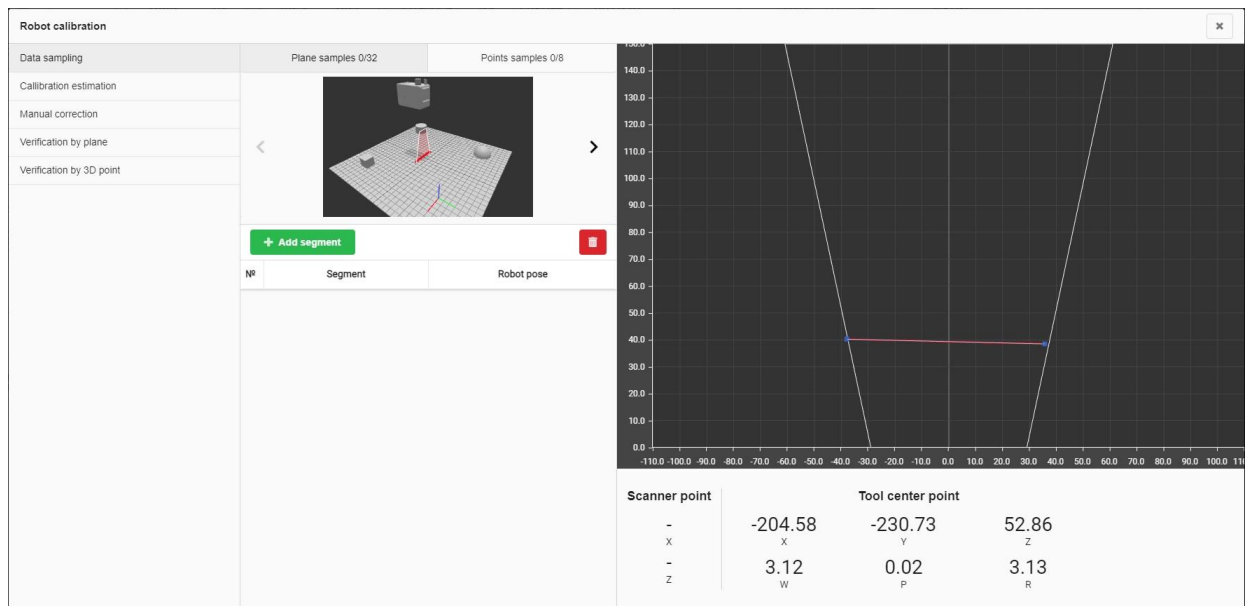 Robot calibration
Data sampling
Callibration estimation
Manual correction
Verification by plane
Verification by 3D point
Plane samples 0/32
Points samples 0/8
Add segment
Nº Segment Robot pose
150.0
140.0
130.0
120.0
110.0
100.0
90.0
80.0
70.0
60.0
50.0
40.0
30.0
20.0
10.0
0.0
-110.0 -100.0 -90.0 -80.0 -70.0 -60.0 -50.0 -40.0 -30.0 -20.0 -10.0 0.0 10.0 20.0 30.0 40.0 50.0 60.0 70.0 80.0 90.0 100.0
Scanner point Tool center point
- -204.58 -230.73 52.86
X X Y Z
- 3.12 0.02 3.13
Z W P R